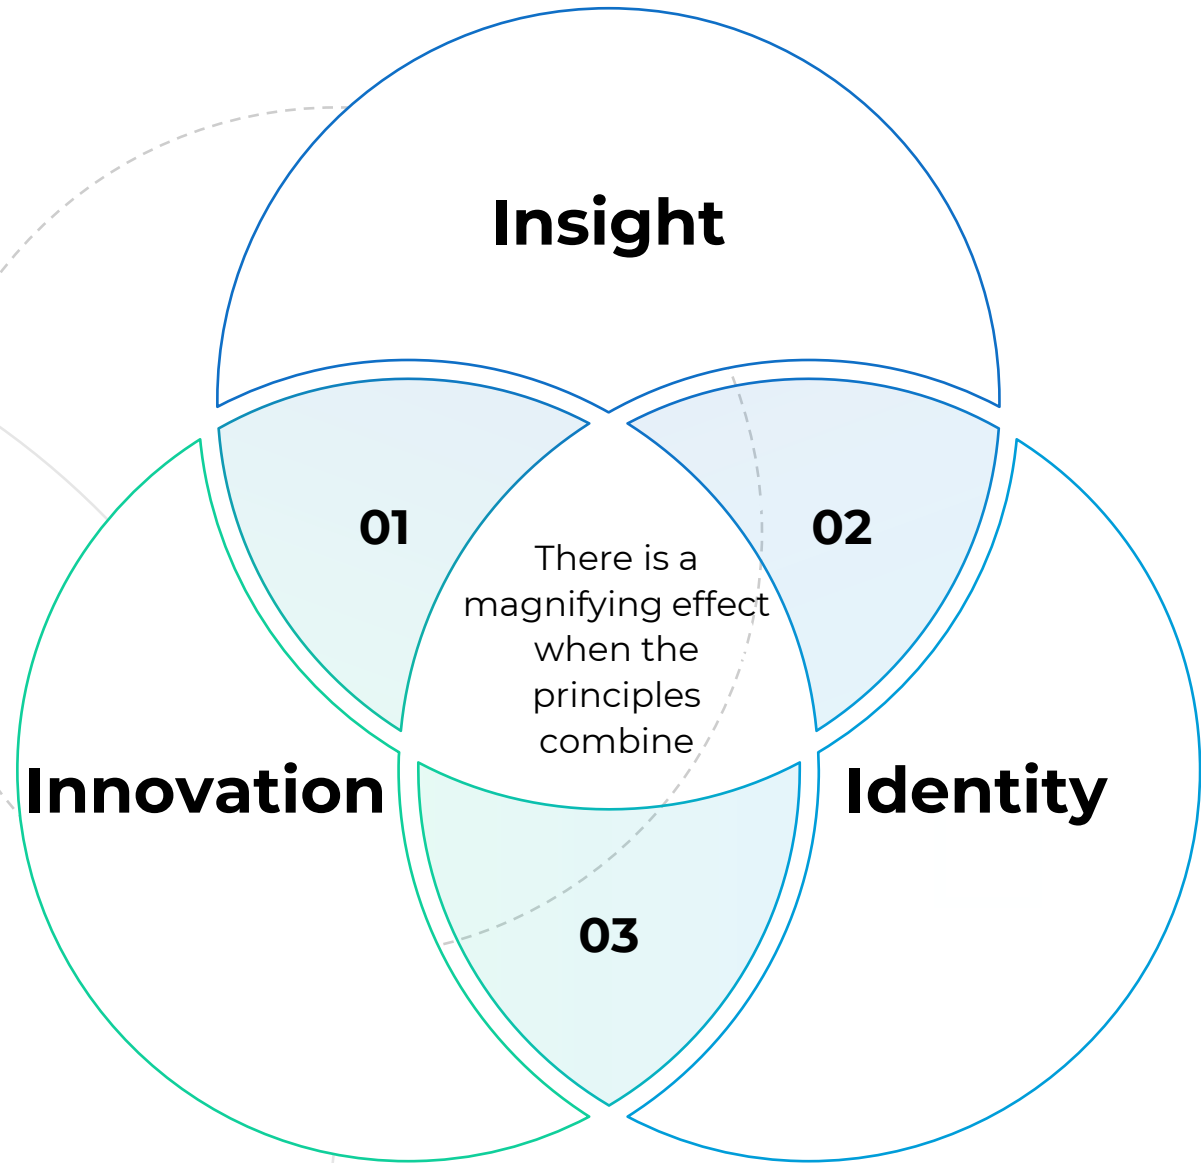 Insight
01
02
There is a
magnifying effect
when the
principles
combine
Innovation
Identity
03